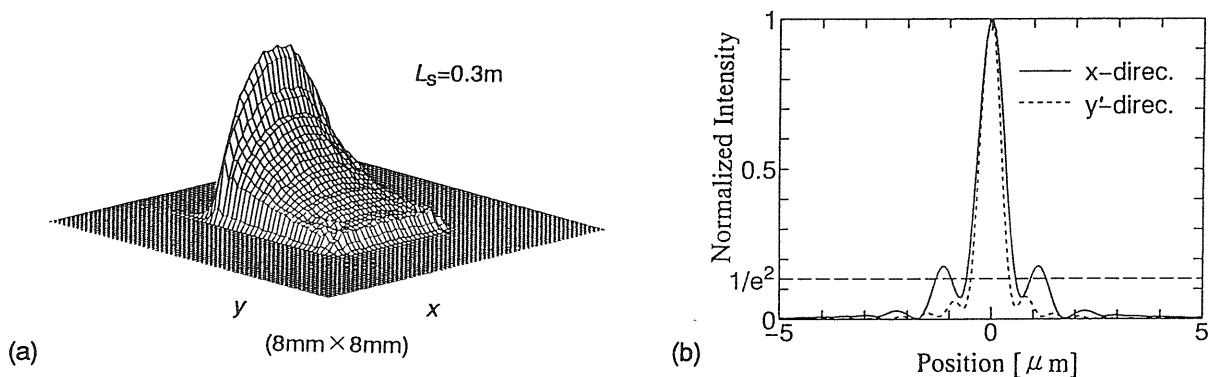 L_S=0.3m
y
x
(8mm×8mm)
(a)
Normalized Intensity
1
0.5
1/e²
0
x-direc.
y'-direc.
-5
0
5
Position [ μm]
(b)